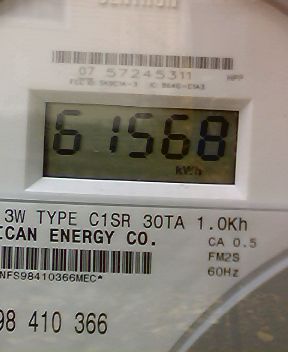 07 57245311
61568
kWh
3W TYPE C1SR 30TA 1.0Kh
ICAN ENERGY CO.
CA 0.5
FM2S
60Hz
NFS98410366MEC*
98 410 366